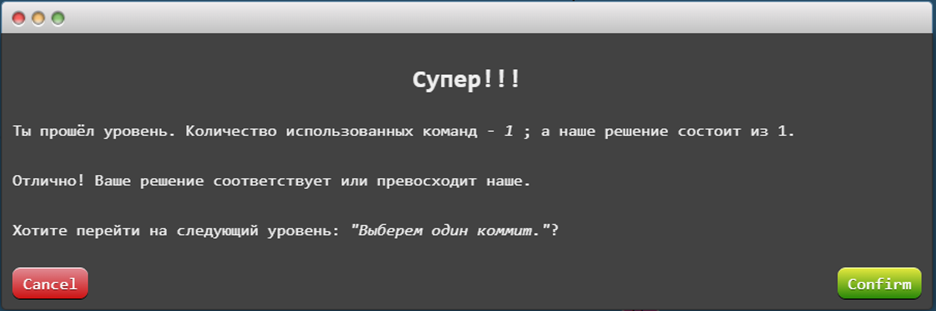 Супер!!!
Ты прошёл уровень. Количество использованных команд - 1 ; а наше решение состоит из 1.
Отлично! Ваше решение соответствует или превосходит наше.
Хотите перейти на следующий уровень: "Выберем один коммит."?
Cancel
Confirm